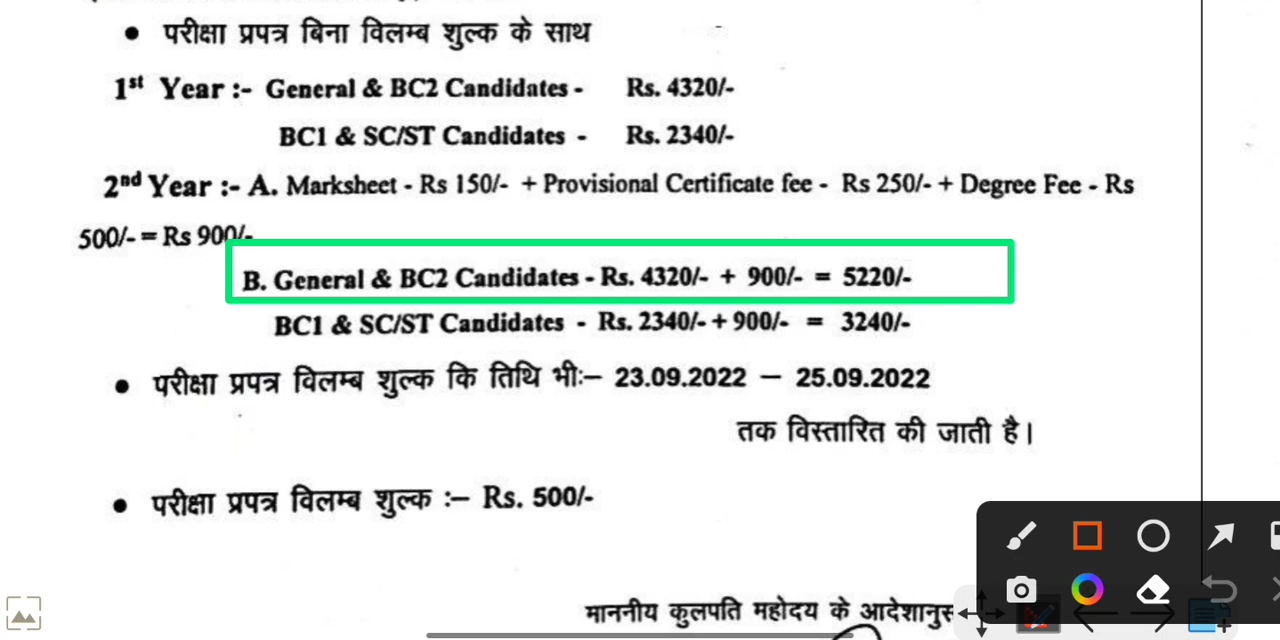 • परीक्षा प्रपत्र बिना विलम्ब शुल्क के साथ
1st Year :- General & BC2 Candidates - Rs. 4320/-
BC1 & SC/ST Candidates - Rs. 2340/-
2nd Year :- A. Marksheet - Rs 150/- + Provisional Certificate fee - Rs 250/- + Degree Fee - Rs
500/- = Rs 900/-
B. General & BC2 Candidates - Rs. 4320/- + 900/- = 5220/-
BC1 & SC/ST Candidates - Rs. 2340/- + 900/- = 3240/-
• परीक्षा प्रपत्र विलम्ब शुल्क कि तिथि भीः– 23.09.2022 – 25.09.2022
तक विस्तारित की जाती है।
• परीक्षा प्रपत्र विलम्ब शुल्क :– Rs. 500/-
माननीय कुलपति महोदय के